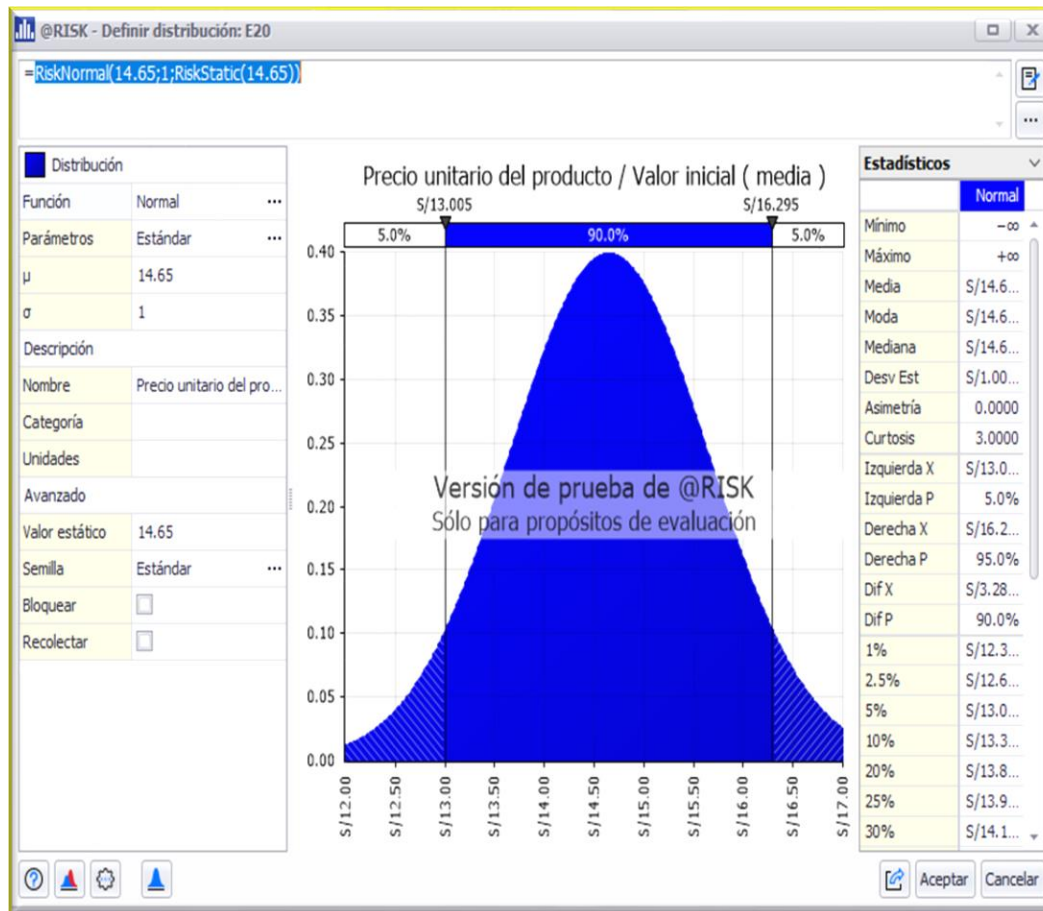 @RISK - Definir distribución: E20
=RiskNormal(14.65;1;RiskStatic(14.65))
Distribución
Función Normal ...
Parámetros Estándar ...
μ 14.65
σ 1
Descripción
Nombre Precio unitario del pro...
Categoría
Unidades
Avanzado
Valor estático 14.65
Semilla Estándar ...
Bloquear
Recolectar
Precio unitario del producto / Valor inicial ( media )
S/13.005 S/16.295
5.0% 90.0% 5.0%
0.40
0.35
0.30
0.25
0.20
0.15
0.10
0.05
0.00
Versión de prueba de @RISK
Sólo para propósitos de evaluación
S/12.00
S/12.50
S/13.00
S/13.50
S/14.00
S/14.50
S/15.00
S/15.50
S/16.00
S/16.50
S/17.00
Estadísticos
Normal
Mínimo −∞
Máximo +∞
Media S/14.6...
Moda S/14.6...
Mediana S/14.6...
Desv Est S/1.00...
Asimetría 0.0000
Curtosis 3.0000
Izquierda X S/13.0...
Izquierda P 5.0%
Derecha X S/16.2...
Derecha P 95.0%
Dif X S/3.28...
Dif P 90.0%
1% S/12.3...
2.5% S/12.6...
5% S/13.0...
10% S/13.3...
20% S/13.8...
25% S/13.9...
30% S/14.1...
Aceptar Cancelar